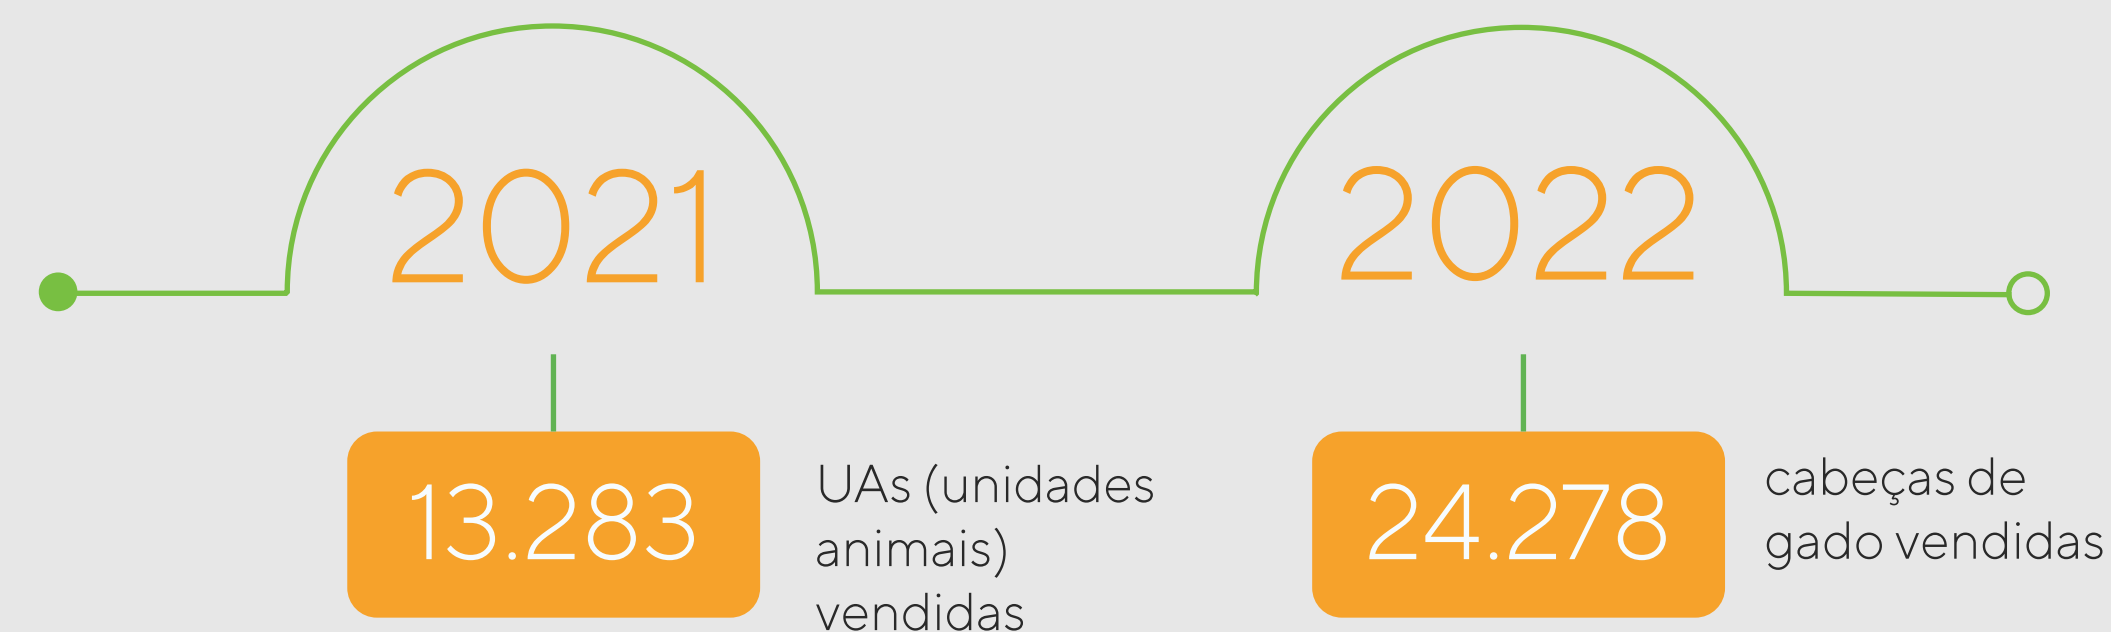 2021
2022
13.283
UAs (unidades
animais)
vendidas
24.278
cabeças de
gado vendidas